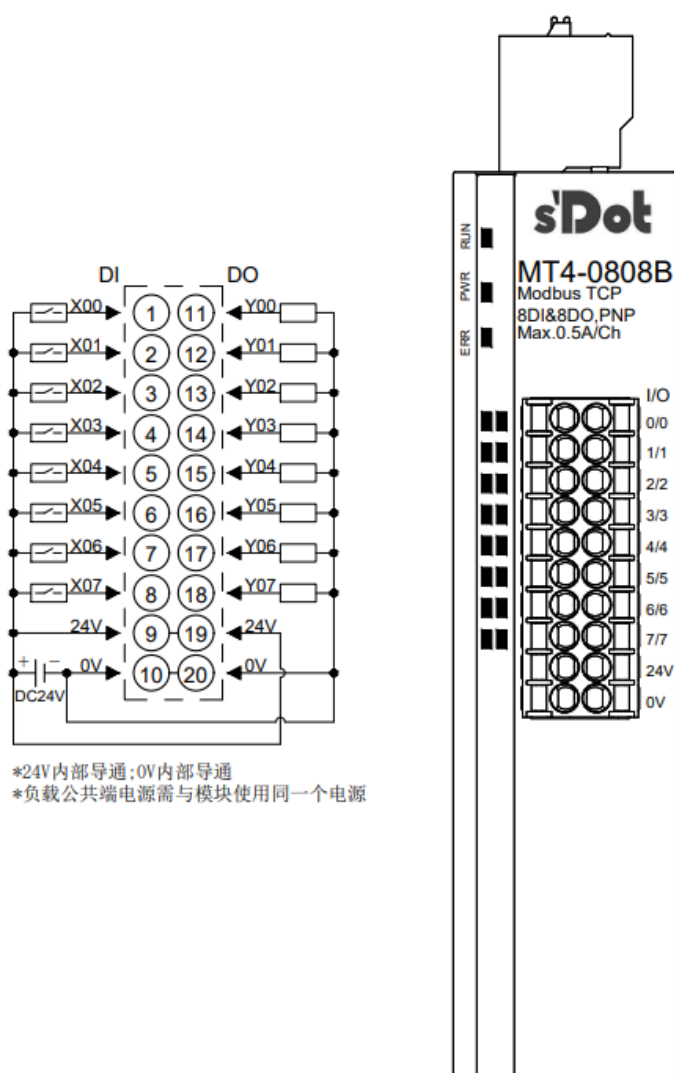 DI DO
X00 1 11 Y00
X01 2 12 Y01
X02 3 13 Y02
X03 4 14 Y03
X04 5 15 Y04
X05 6 16 Y05
X06 7 17 Y06
X07 8 18 Y07
24V 9 19 24V
+ - 0V 10 20 0V
DC24V
*24V内部导通;0V内部导通
*负载公共端电源需与模块使用同一个电源
s'Dot
RUN
PWR
ERR
MT4-0808B
Modbus TCP
8DI&8DO,PNP
Max.0.5A/Ch
I/O
0/0
1/1
2/2
3/3
4/4
5/5
6/6
7/7
24V
0V